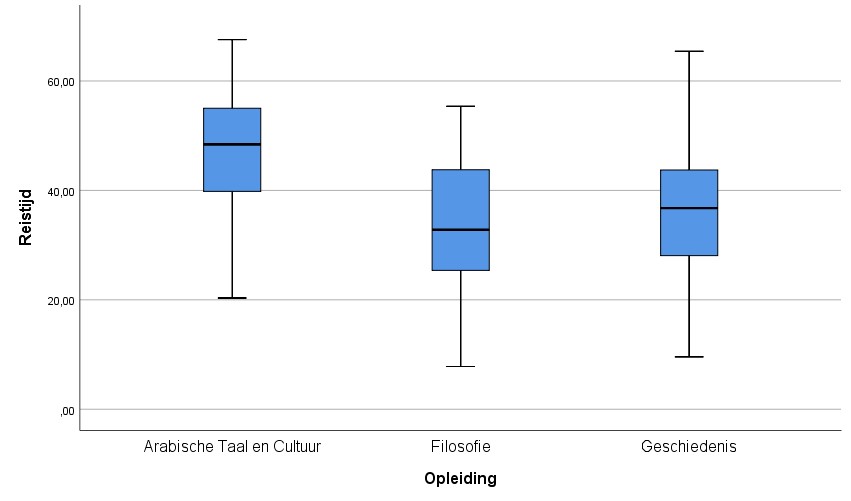 Reistijd
60,00
40,00
20,00
,00
Arabische Taal en Cultuur
Filosofie
Geschiedenis
Opleiding